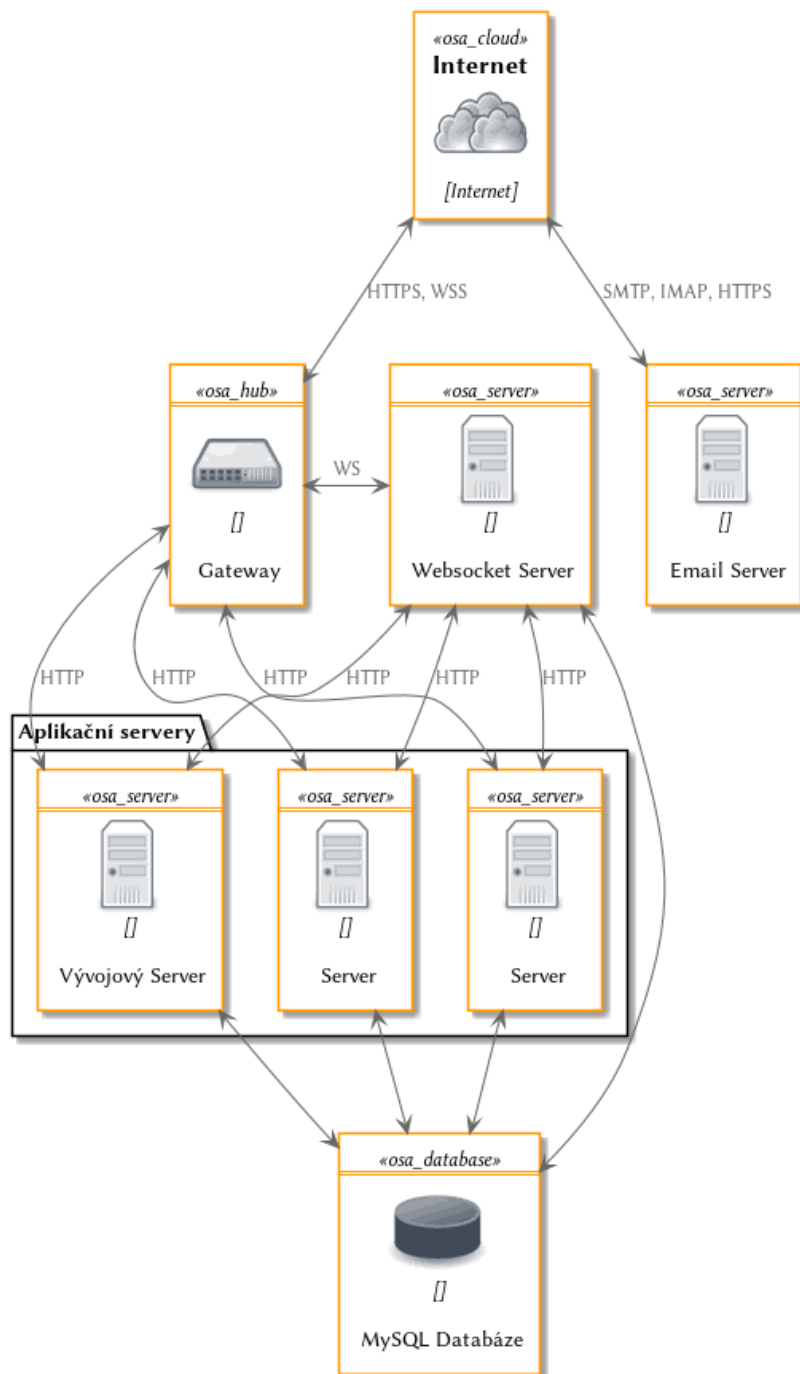 «osa_cloud»
Internet
[Internet]
HTTPS, WSS
SMTP, IMAP, HTTPS
«osa_hub»
[]
Gateway
WS
«osa_server»
[]
Websocket Server
«osa_server»
[]
Email Server
HTTP
HTTP
HTTP
HTTP
HTTP
HTTP
Aplikační servery
«osa_server»
[]
Vývojový Server
«osa_server»
[]
Server
«osa_server»
[]
Server
«osa_database»
[]
MySQL Databáze